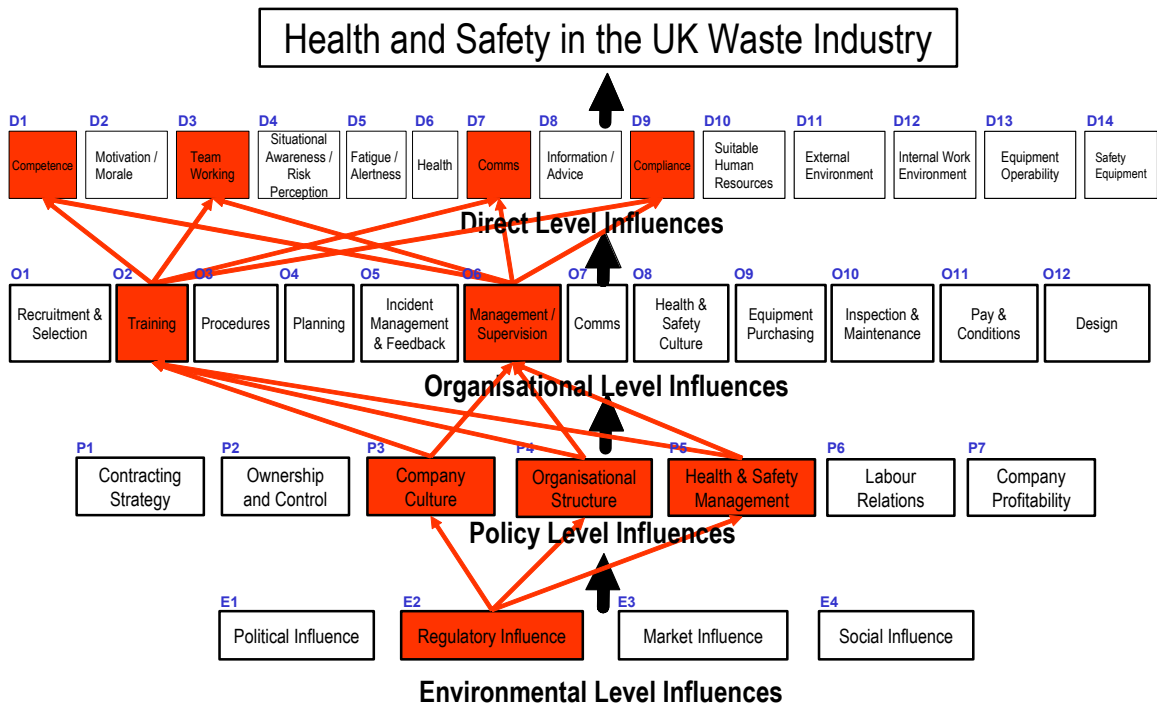 Health and Safety in the UK Waste Industry
D1 D2 D3 D4 D5 D6 D7 D8 D9 D10 D11 D12 D13 D14
Competence
Motivation /
Morale
Team
Working
Situational
Awareness /
Risk
Perception
Fatigue /
Alertness
Health
Comms
Information /
Advice
Compliance
Suitable
Human
Resources
External
Environment
Internal Work
Environment
Equipment
Operability
Safety
Equipment
Direct Level Influences
O1 O2 O3 O4 O5 O6 O7 O8 O9 O10 O11 O12
Recruitment &
Selection
Training
Procedures
Planning
Incident
Management
& Feedback
Management /
Supervision
Comms
Health &
Safety
Culture
Equipment
Purchasing
Inspection &
Maintenance
Pay &
Conditions
Design
Organisational Level Influences
P1 P2 P3 P4 P5 P6 P7
Contracting
Strategy
Ownership
and Control
Company
Culture
Organisational
Structure
Health & Safety
Management
Labour
Relations
Company
Profitability
Policy Level Influences
E1 E2 E3 E4
Political Influence
Regulatory Influence
Market Influence
Social Influence
Environmental Level Influences